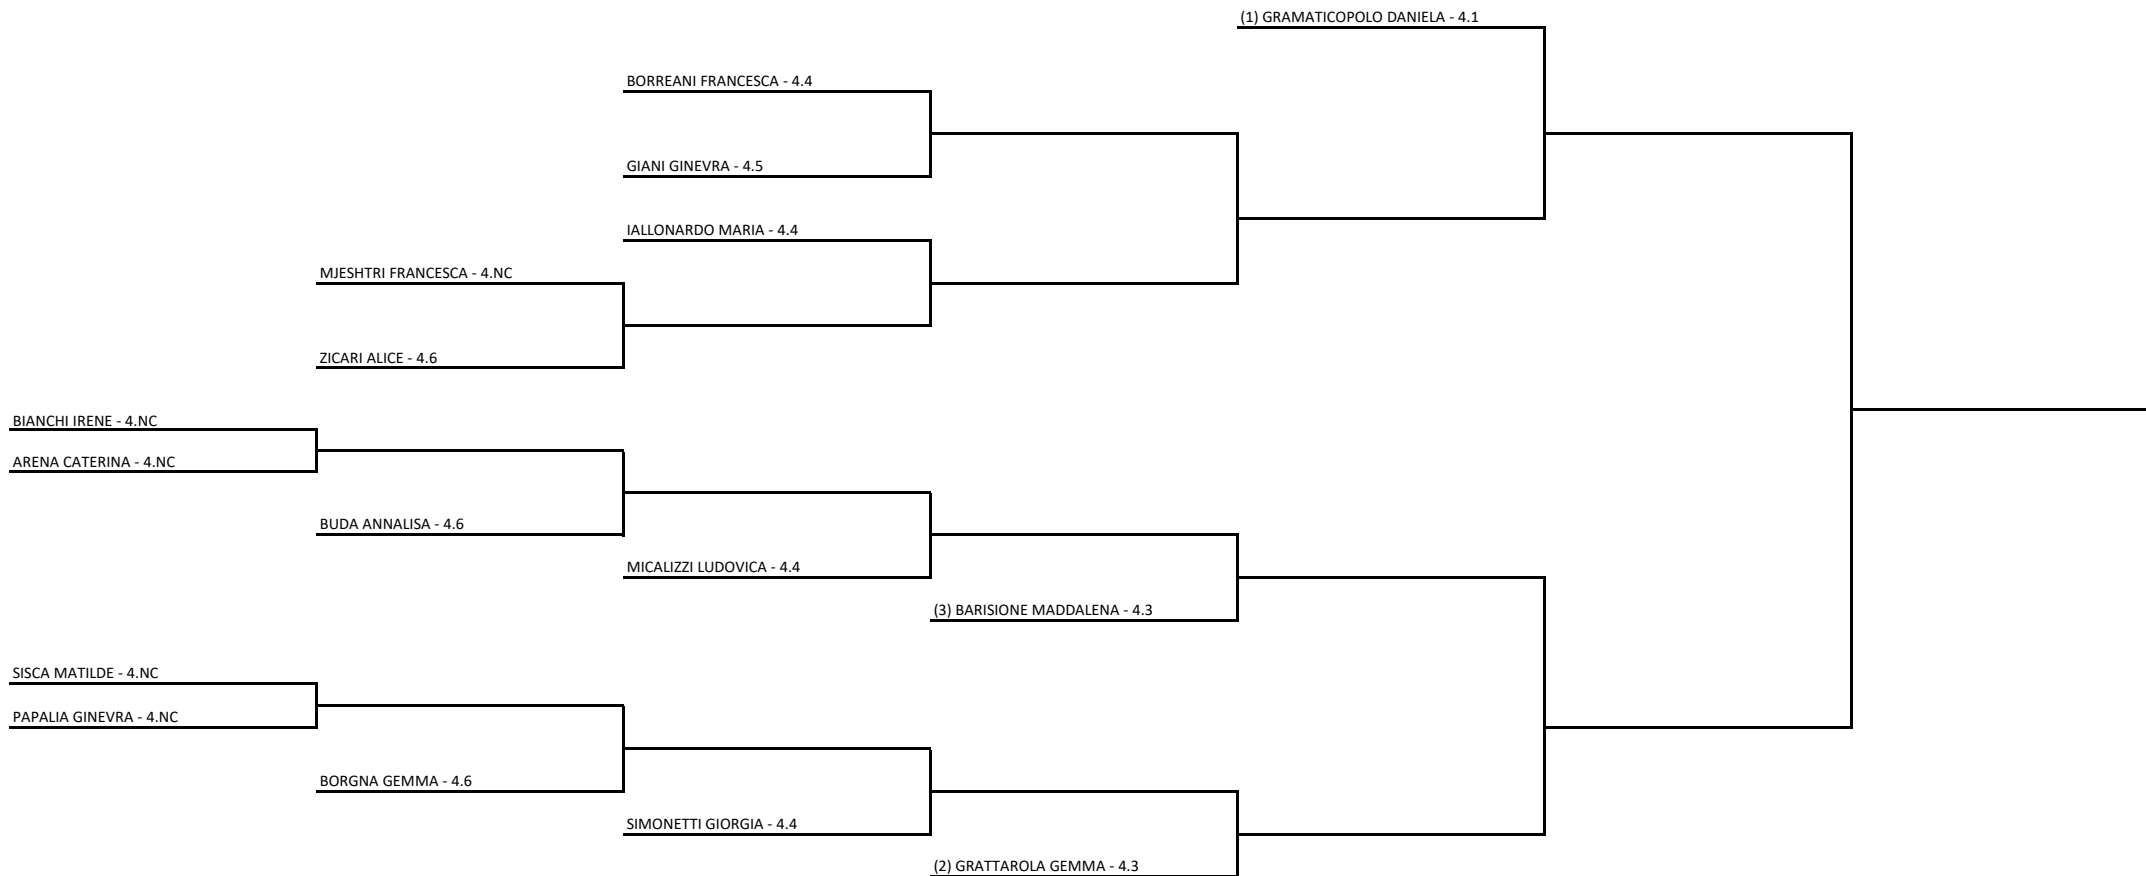 (1) GRAMATICOPOLO DANIELA - 4.1
BORREANI FRANCESCA - 4.4
GIANI GINEVRA - 4.5
IALLONARDO MARIA - 4.4
MJESHTRI FRANCESCA - 4.NC
ZICARI ALICE - 4.6
BIANCHI IRENE - 4.NC
ARENA CATERINA - 4.NC
BUDA ANNALISA - 4.6
MICALIZZI LUDOVICA - 4.4
(3) BARISIONE MADDALENA - 4.3
SISCA MATILDE - 4.NC
PAPALIA GINEVRA - 4.NC
BORGNA GEMMA - 4.6
SIMONETTI GIORGIA - 4.4
(2) GRATTAROLA GEMMA - 4.3